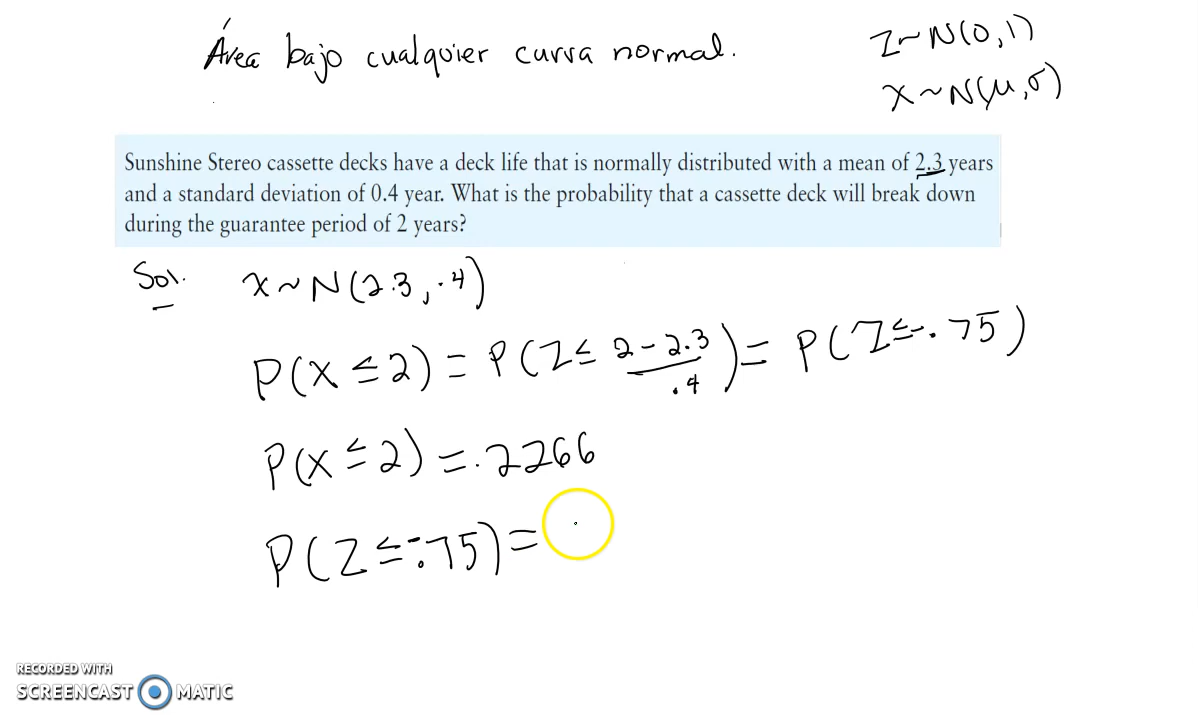 Área bajo cualquier curva normal.
Z~N(0,1)
X~N(μ,σ)
Sunshine Stereo cassette decks have a deck life that is normally distributed with a mean of 2.3 years
and a standard deviation of 0.4 year. What is the probability that a cassette deck will break down
during the guarantee period of 2 years?
Sol. X~N(2.3,.4)
P(X≤2)=P(Z≤ (2-2.3)/.4)=P(Z≤-.75)
P(X≤2)=.2266
P(Z≤-.75)=
RECORDED WITH
SCREENCAST MATIC